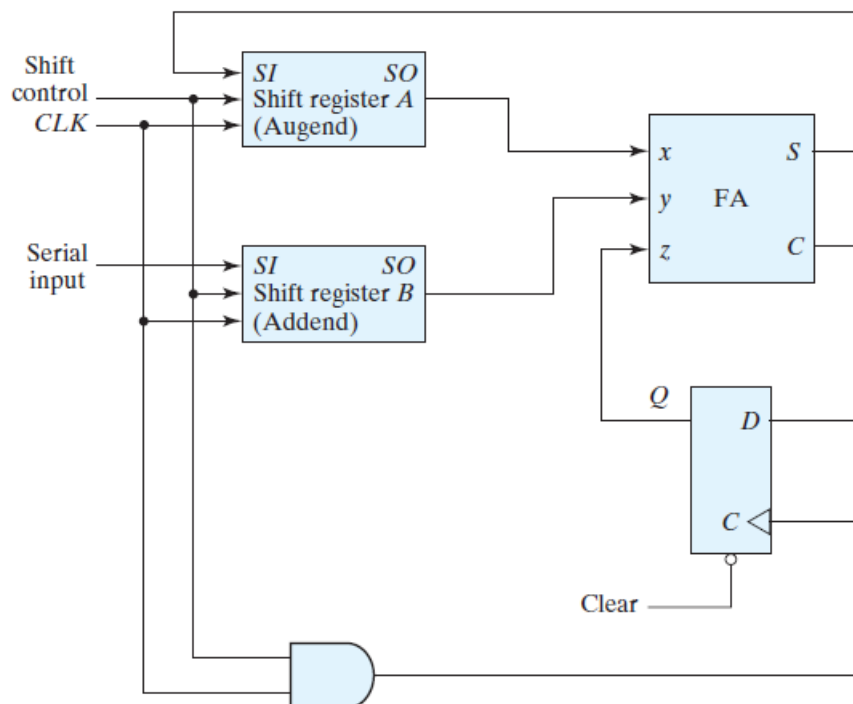 Shift
control
CLK
SI SO
Shift register A
(Augend)
x S
y FA
z C
Serial
input
SI SO
Shift register B
(Addend)
Q
D
C
Clear